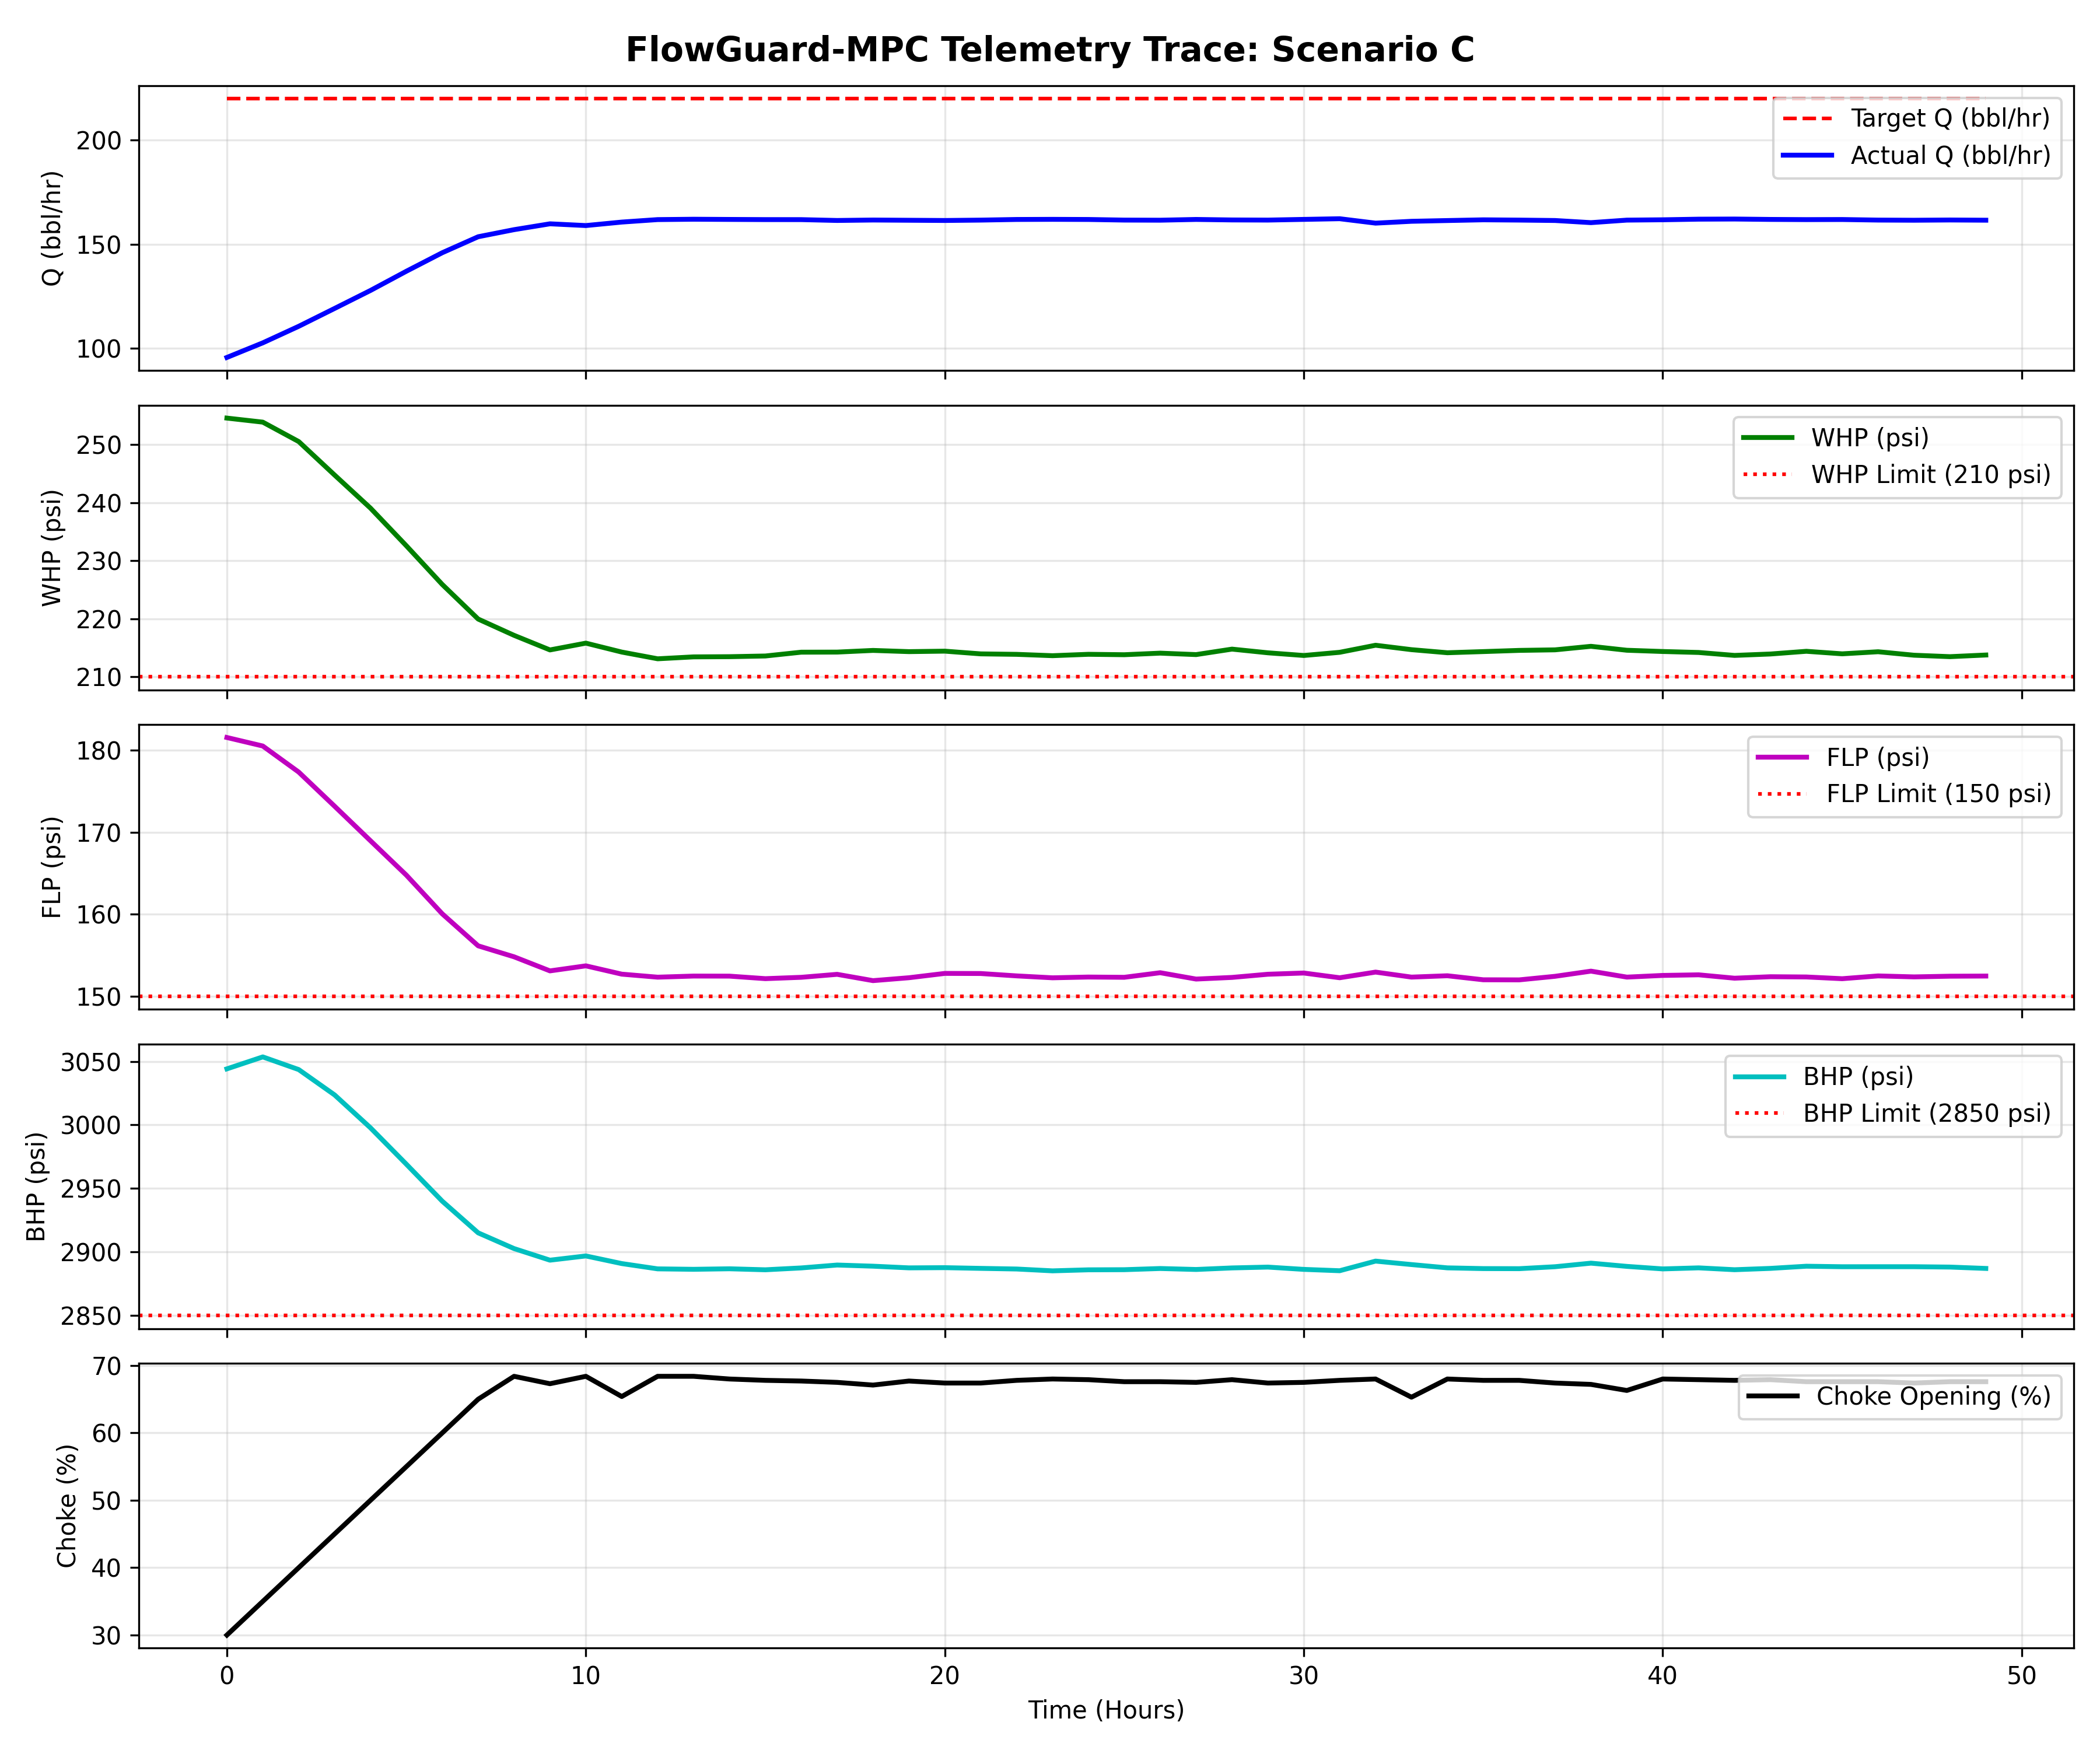 FlowGuard-MPC Telemetry Trace: Scenario C
Q (bbl/hr)
200
150
100
Target Q (bbl/hr)
Actual Q (bbl/hr)
WHP (psi)
250
240
230
220
210
WHP (psi)
WHP Limit (210 psi)
FLP (psi)
180
170
160
150
FLP (psi)
FLP Limit (150 psi)
BHP (psi)
3050
3000
2950
2900
2850
BHP (psi)
BHP Limit (2850 psi)
Choke (%)
70
60
50
40
30
Choke Opening (%)
0 10 20 30 40 50
Time (Hours)